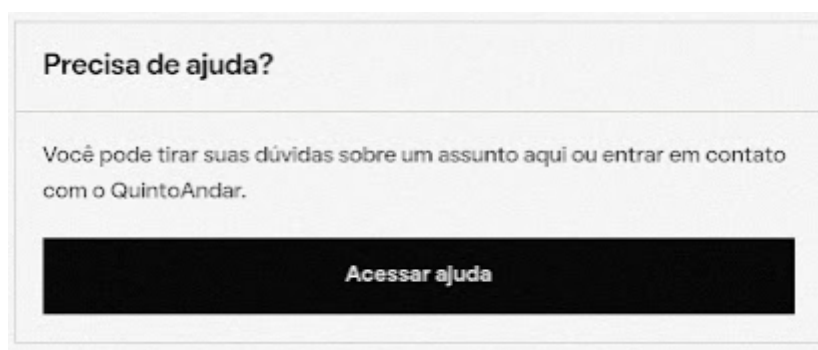 Precisa de ajuda?
Você pode tirar suas dúvidas sobre um assunto aqui ou entrar em contato
com o QuintoAndar.
Acessar ajuda